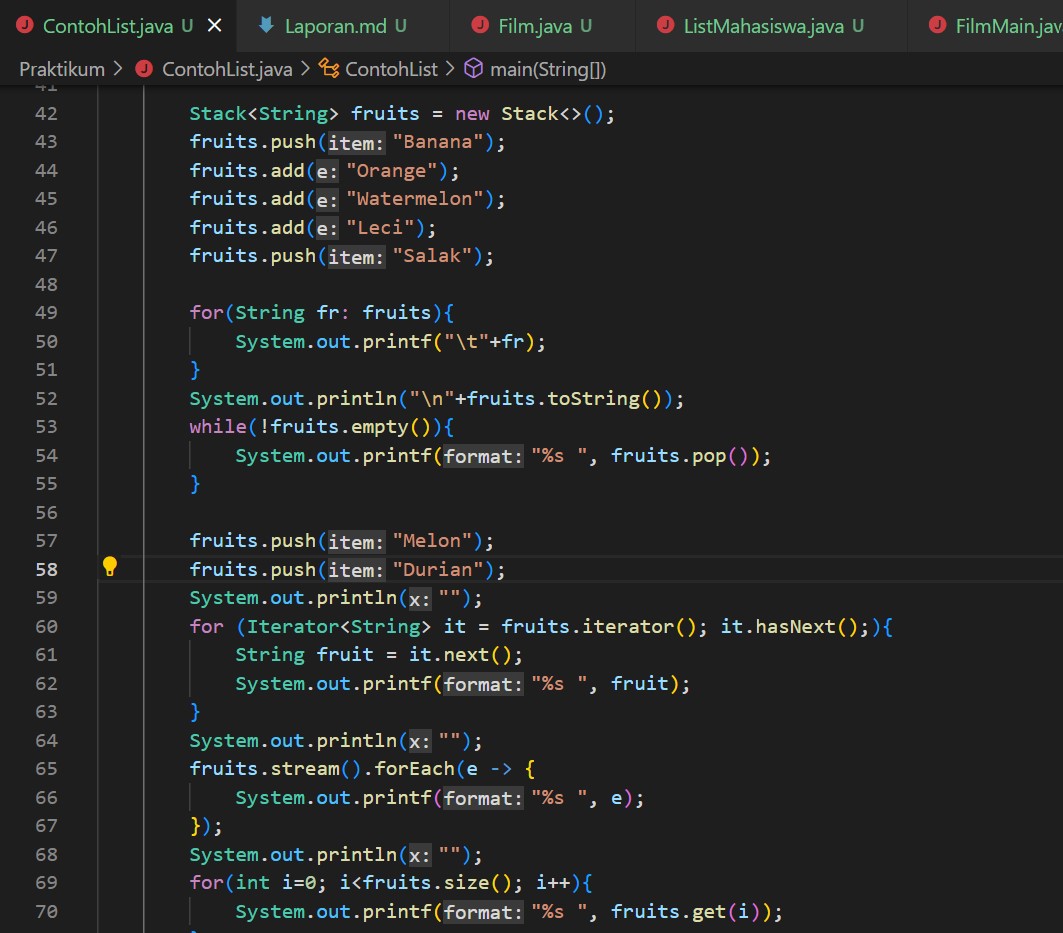 ContohList.java U × Laporan.md U Film.java U ListMahasiswa.java U FilmMain.jav
Praktikum > ContohList.java > ContohList > main(String[])
41
42 Stack<String> fruits = new Stack<>();
43 fruits.push(item: "Banana");
44 fruits.add(e: "Orange");
45 fruits.add(e: "Watermelon");
46 fruits.add(e: "Leci");
47 fruits.push(item: "Salak");
48
49 for(String fr: fruits){
50 System.out.printf("\t"+fr);
51 }
52 System.out.println("\n"+fruits.toString());
53 while(!fruits.empty()){
54 System.out.printf(format: "%s ", fruits.pop());
55 }
56
57 fruits.push(item: "Melon");
58 fruits.push(item: "Durian");
59 System.out.println(x: "");
60 for (Iterator<String> it = fruits.iterator(); it.hasNext();){
61 String fruit = it.next();
62 System.out.printf(format: "%s ", fruit);
63 }
64 System.out.println(x: "");
65 fruits.stream().forEach(e -> {
66 System.out.printf(format: "%s ", e);
67 });
68 System.out.println(x: "");
69 for(int i=0; i<fruits.size(); i++){
70 System.out.printf(format: "%s ", fruits.get(i));